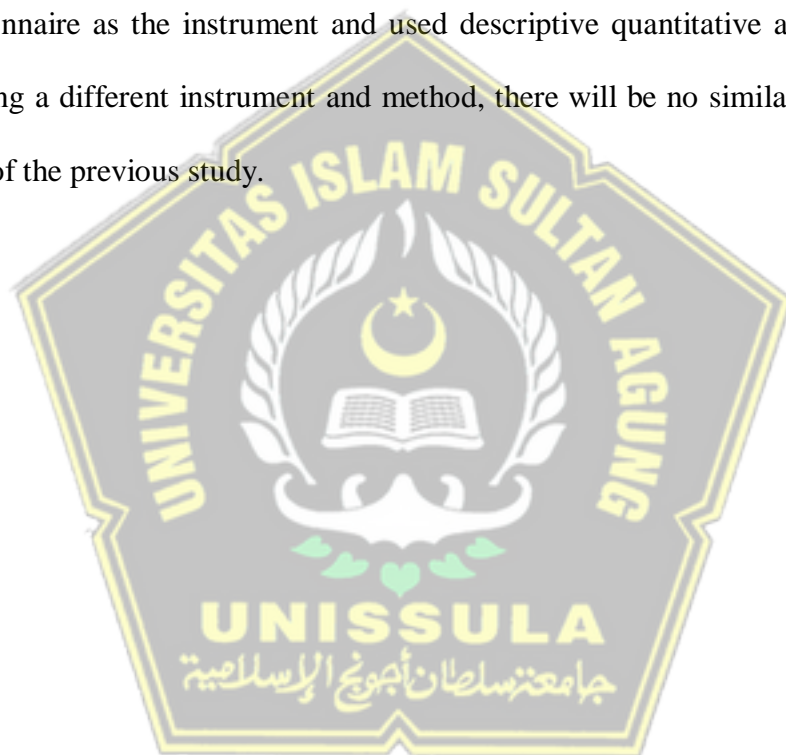 nnaire as the instrument and used descriptive quantitative a
ng a different instrument and method, there will be no simila
of the previous study.
UNIVERSITAS ISLAM SULTAN AGUNG
UNISSULA
جامعة سلطان أجونج الإسلامية